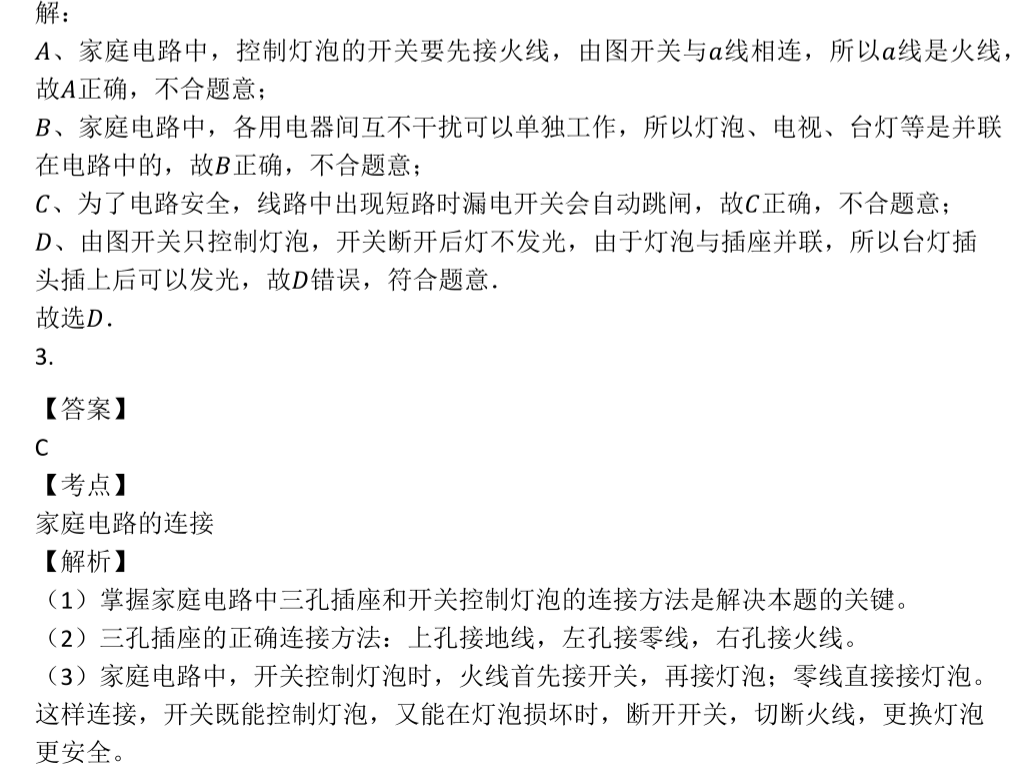 解：
A、家庭电路中，控制灯泡的开关要先接火线，由图开关与a线相连，所以a线是火线，
故A正确，不合题意；
B、家庭电路中，各用电器间互不干扰可以单独工作，所以灯泡、电视、台灯等是并联
在电路中的，故B正确，不合题意；
C、为了电路安全，线路中出现短路时漏电开关会自动跳闸，故C正确，不合题意；
D、由图开关只控制灯泡，开关断开后灯不发光，由于灯泡与插座并联，所以台灯插
头插上后可以发光，故D错误，符合题意．
故选D．
3.
【答案】
C
【考点】
家庭电路的连接
【解析】
（1）掌握家庭电路中三孔插座和开关控制灯泡的连接方法是解决本题的关键。
（2）三孔插座的正确连接方法：上孔接地线，左孔接零线，右孔接火线。
（3）家庭电路中，开关控制灯泡时，火线首先接开关，再接灯泡；零线直接接灯泡。
这样连接，开关既能控制灯泡，又能在灯泡损坏时，断开开关，切断火线，更换灯泡
更安全。